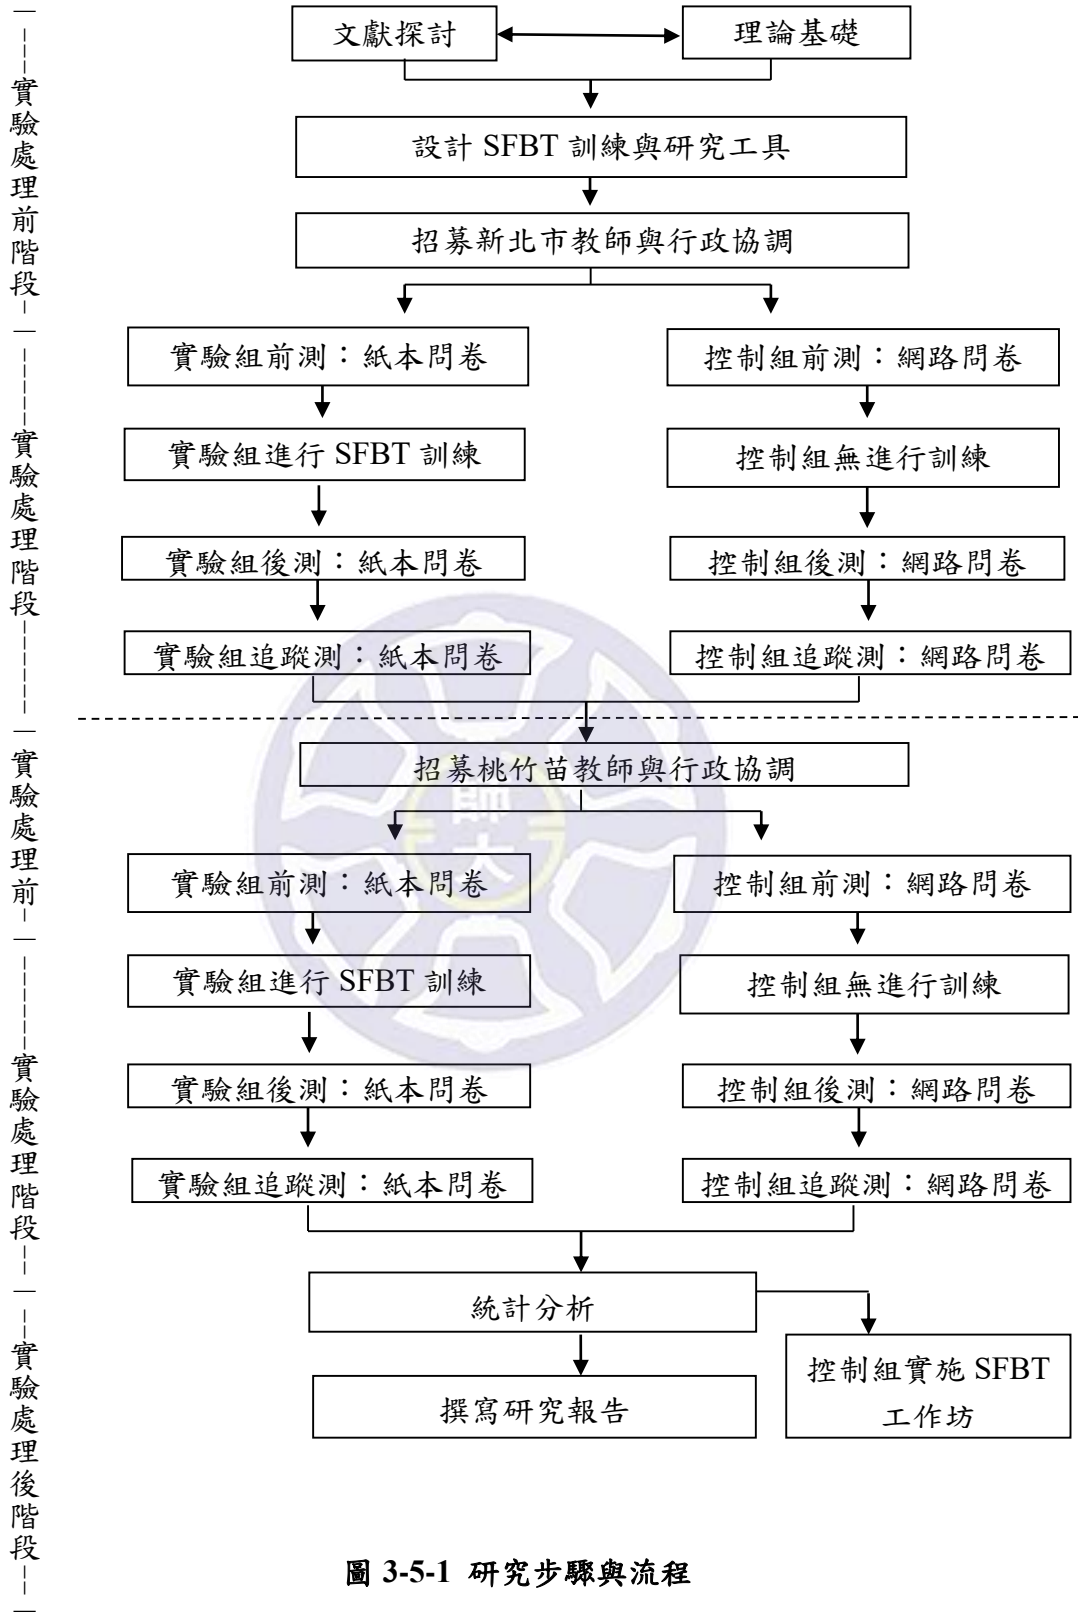 文獻探討
理論基礎
設計 SFBT 訓練與研究工具
招募新北市教師與行政協調
實驗組前測：紙本問卷
控制組前測：網路問卷
實驗組進行 SFBT 訓練
控制組無進行訓練
實驗組後測：紙本問卷
控制組後測：網路問卷
實驗組追蹤測：紙本問卷
控制組追蹤測：網路問卷
招募桃竹苗教師與行政協調
實驗組前測：紙本問卷
控制組前測：網路問卷
實驗組進行 SFBT 訓練
控制組無進行訓練
實驗組後測：紙本問卷
控制組後測：網路問卷
實驗組追蹤測：紙本問卷
控制組追蹤測：網路問卷
統計分析
控制組實施 SFBT
工作坊
撰寫研究報告
實驗處理前階段
實驗處理階段
實驗處理前
實驗處理階段
實驗處理後階段
師大
圖 3-5-1 研究步驟與流程